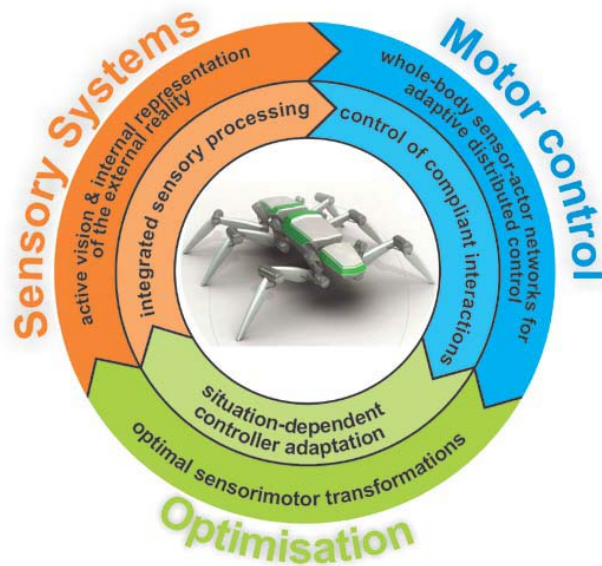 Sensory Systems
active vision & internal representation
of the external reality
integrated sensory processing
Motor control
whole-body sensor-actor networks for
adaptive distributed control
control of compliant interactions
situation-dependent
controller adaptation
optimal sensorimotor transformations
Optimisation